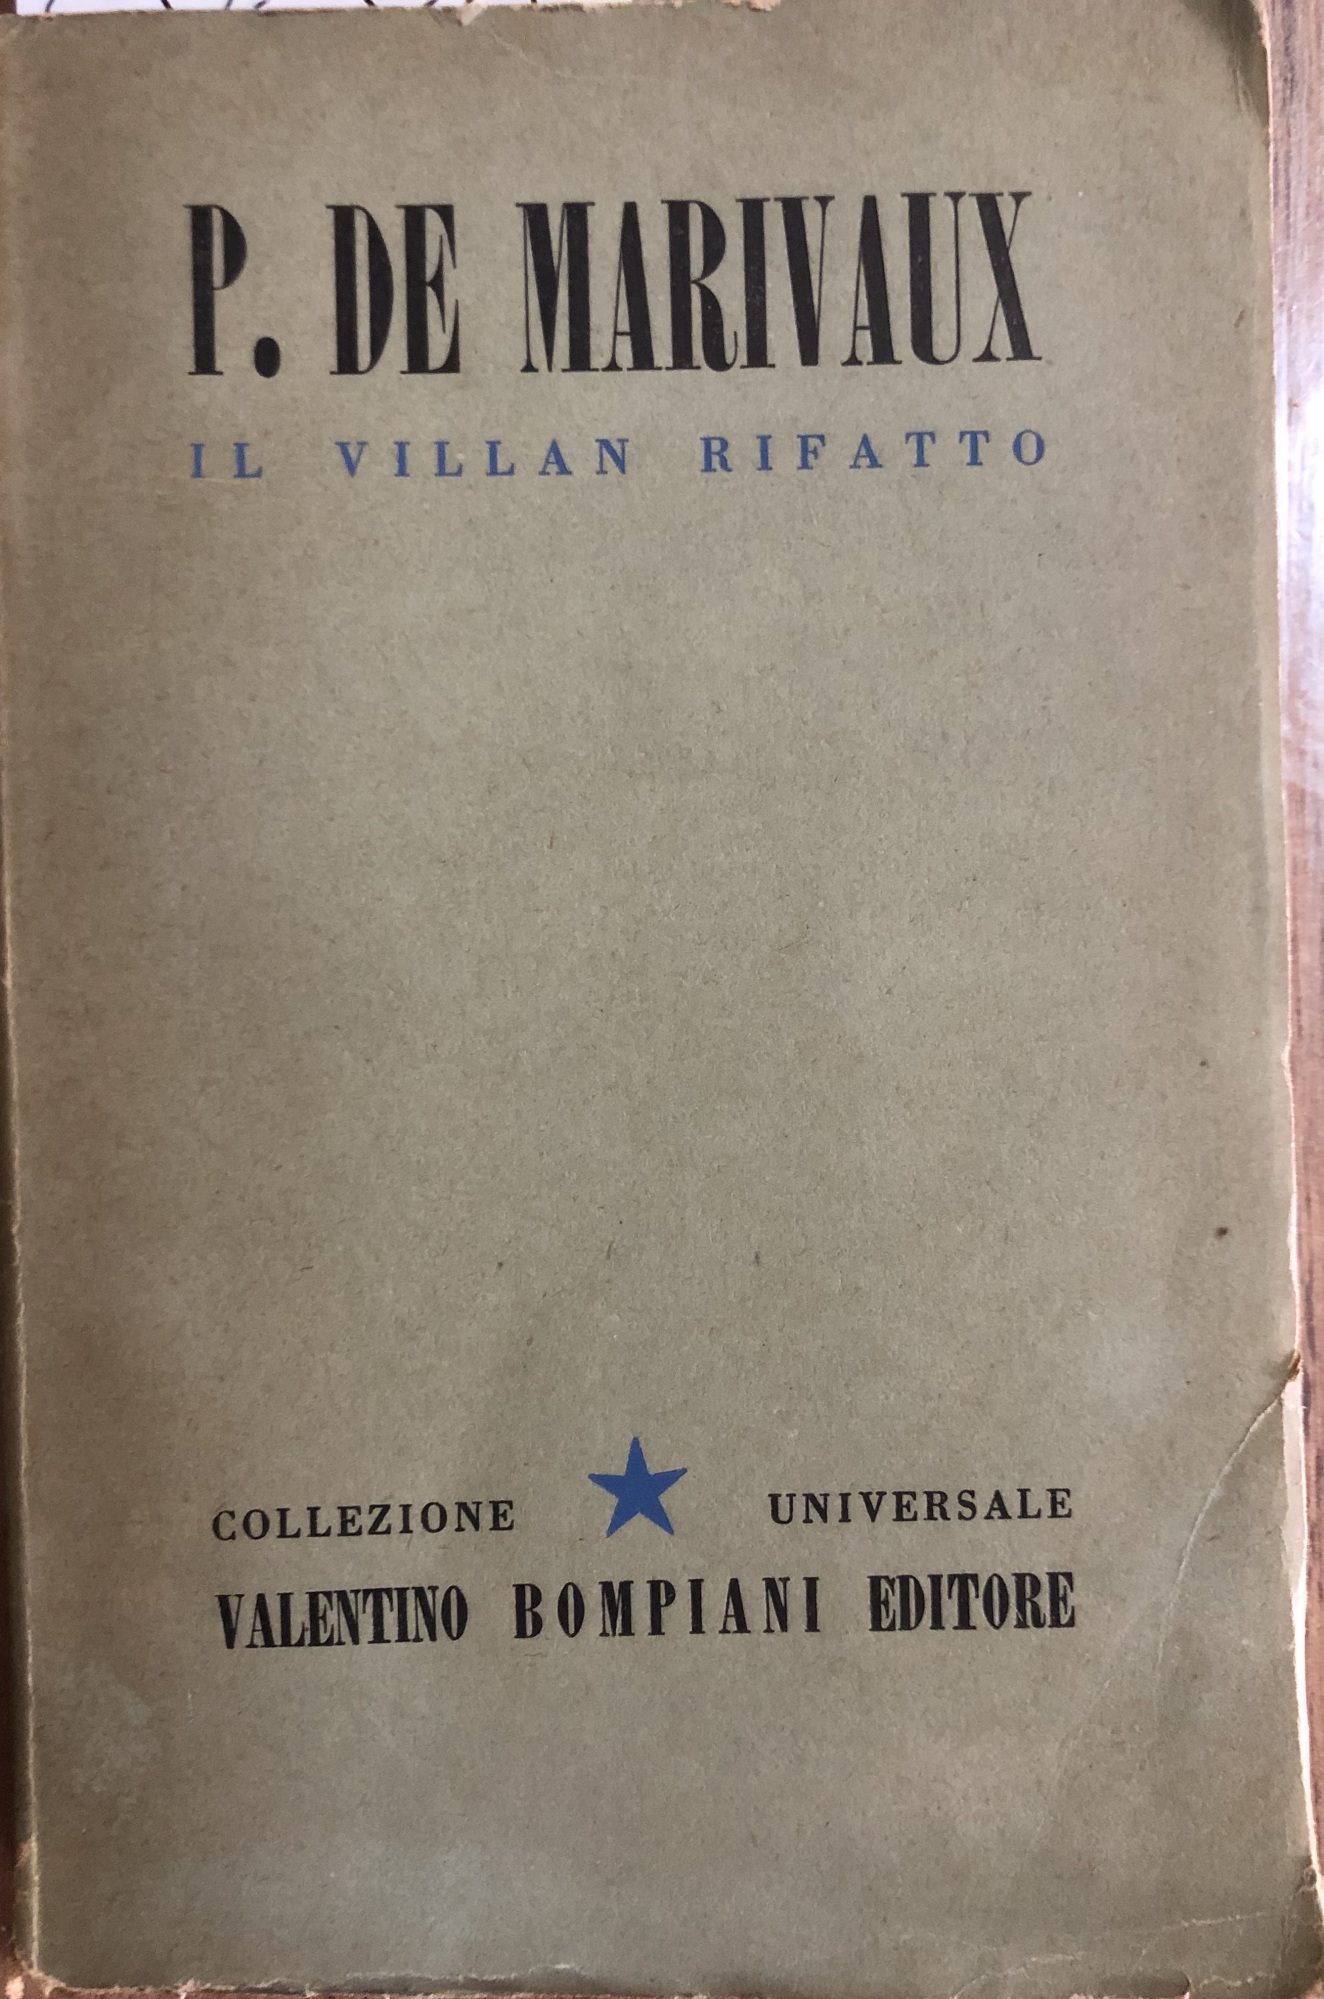 P. DE MARIVAUX
IL VILLAN RIFATTO
COLLEZIONE UNIVERSALE
VALENTINO BOMPIANI EDITORE